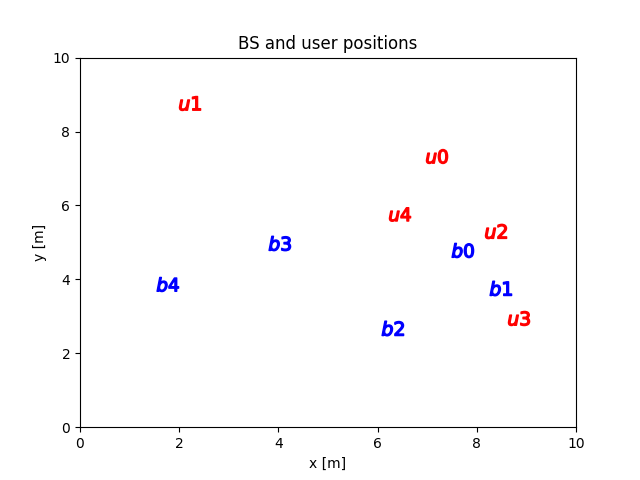 BS and user positions
10
8
6
4
2
0
y [m]
u1
u0
u4
u2
b3
b0
b4
b1
b2
u3
0 2 4 6 8 10
x [m]